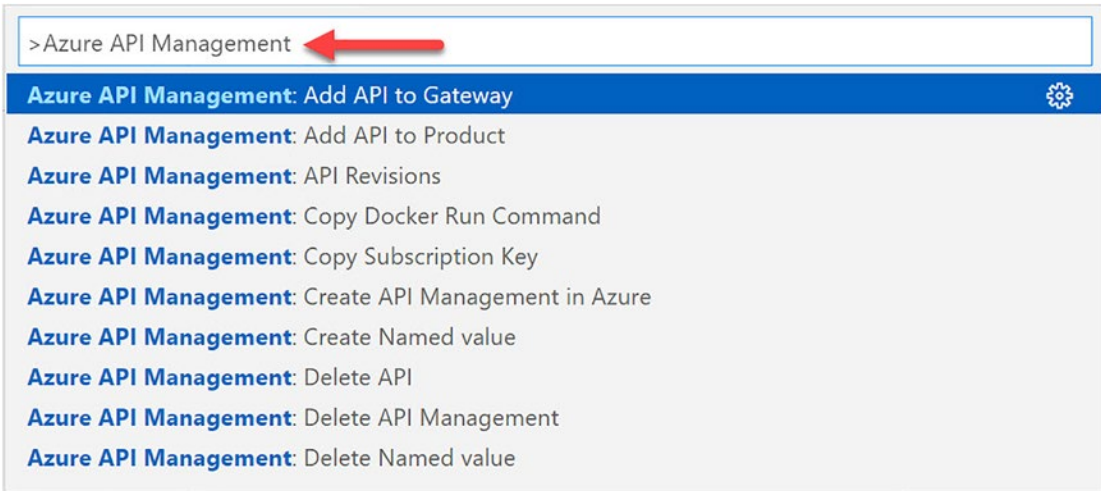 >Azure API Management
Azure API Management: Add API to Gateway
Azure API Management: Add API to Product
Azure API Management: API Revisions
Azure API Management: Copy Docker Run Command
Azure API Management: Copy Subscription Key
Azure API Management: Create API Management in Azure
Azure API Management: Create Named value
Azure API Management: Delete API
Azure API Management: Delete API Management
Azure API Management: Delete Named value